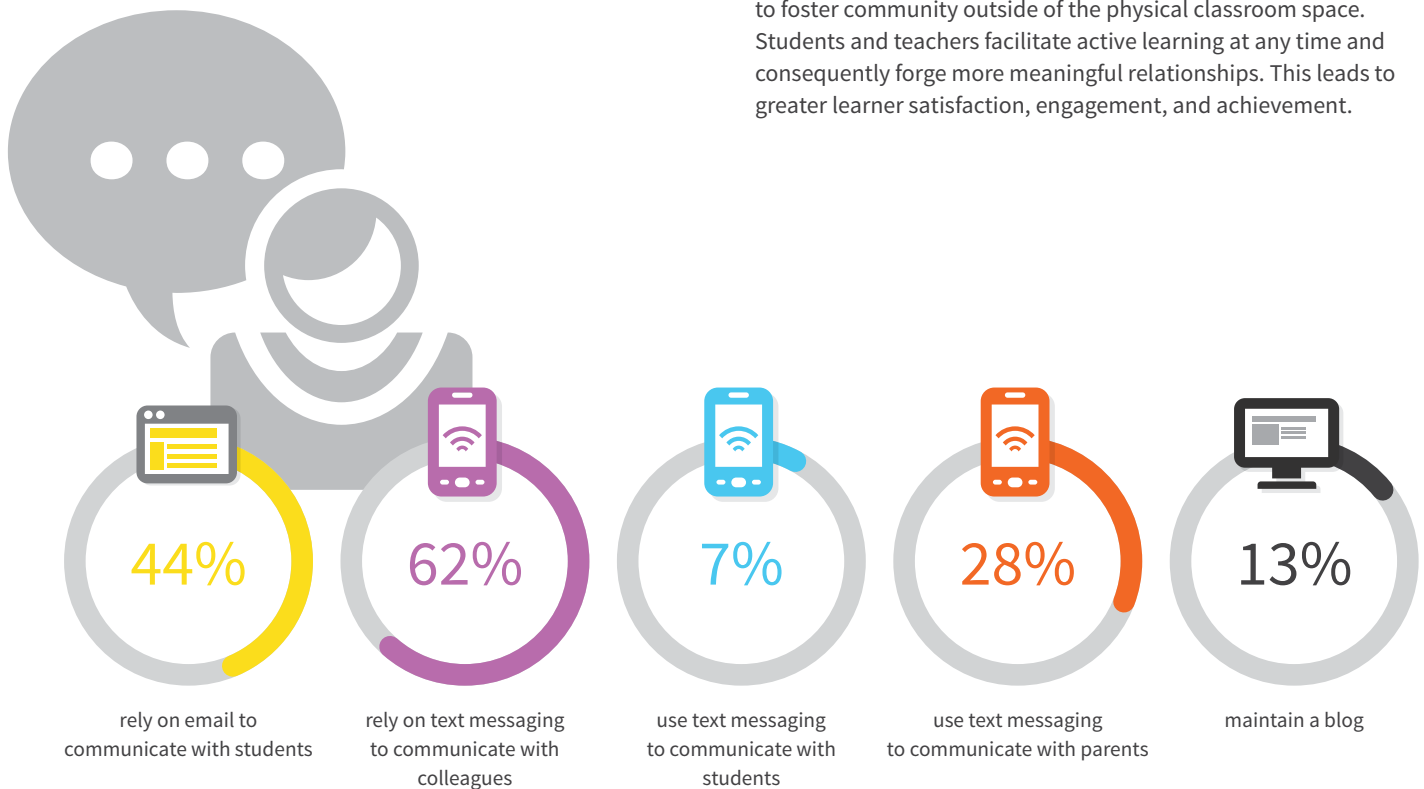 to foster community outside of the physical classroom space.
Students and teachers facilitate active learning at any time and
consequently forge more meaningful relationships. This leads to
greater learner satisfaction, engagement, and achievement.
44%
rely on email to
communicate with students
62%
rely on text messaging
to communicate with
colleagues
7%
use text messaging
to communicate with
students
28%
use text messaging
to communicate with parents
13%
maintain a blog